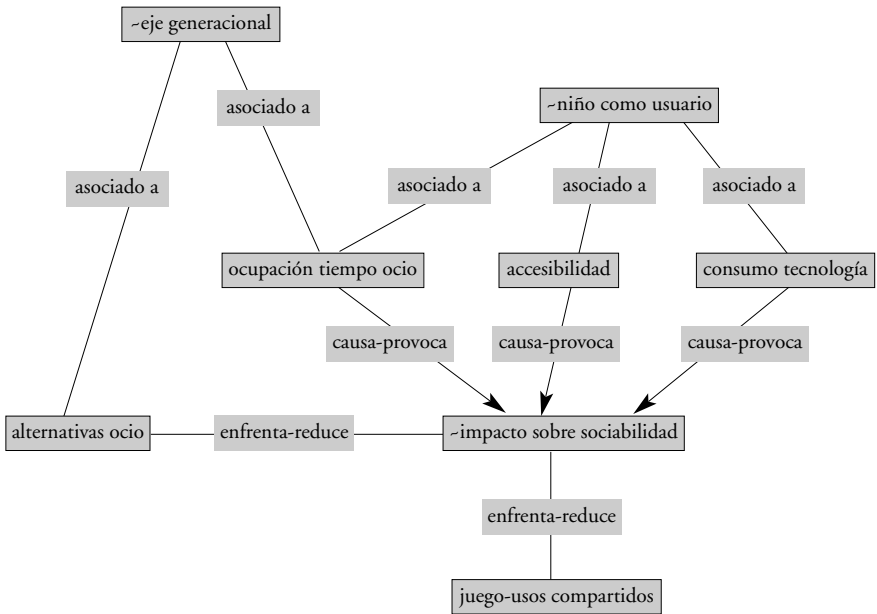 ~eje generacional
asociado a
~niño como usuario
asociado a
asociado a
asociado a
asociado a
ocupación tiempo ocio
accesibilidad
consumo tecnología
causa-provoca
causa-provoca
causa-provoca
alternativas ocio
enfrenta-reduce
~impacto sobre sociabilidad
enfrenta-reduce
juego-usos compartidos